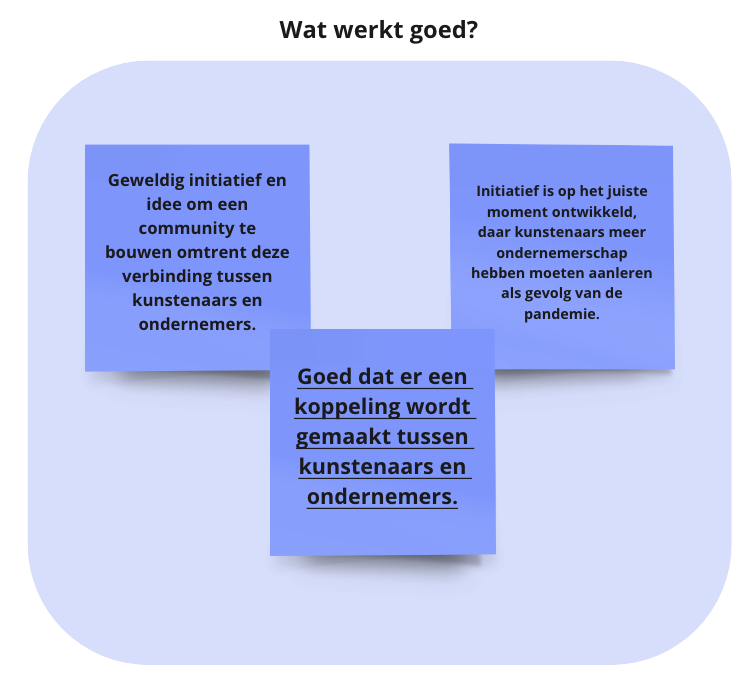 Wat werkt goed?
Geweldig initiatief en
idee om een
community te
bouwen omtrent deze
verbinding tussen
kunstenaars en
ondernemers.
Initiatief is op het juiste
moment ontwikkeld,
daar kunstenaars meer
ondernemerschap
hebben moeten aanleren
als gevolg van de
pandemie.
Goed dat er een
koppeling wordt
gemaakt tussen
kunstenaars en
ondernemers.